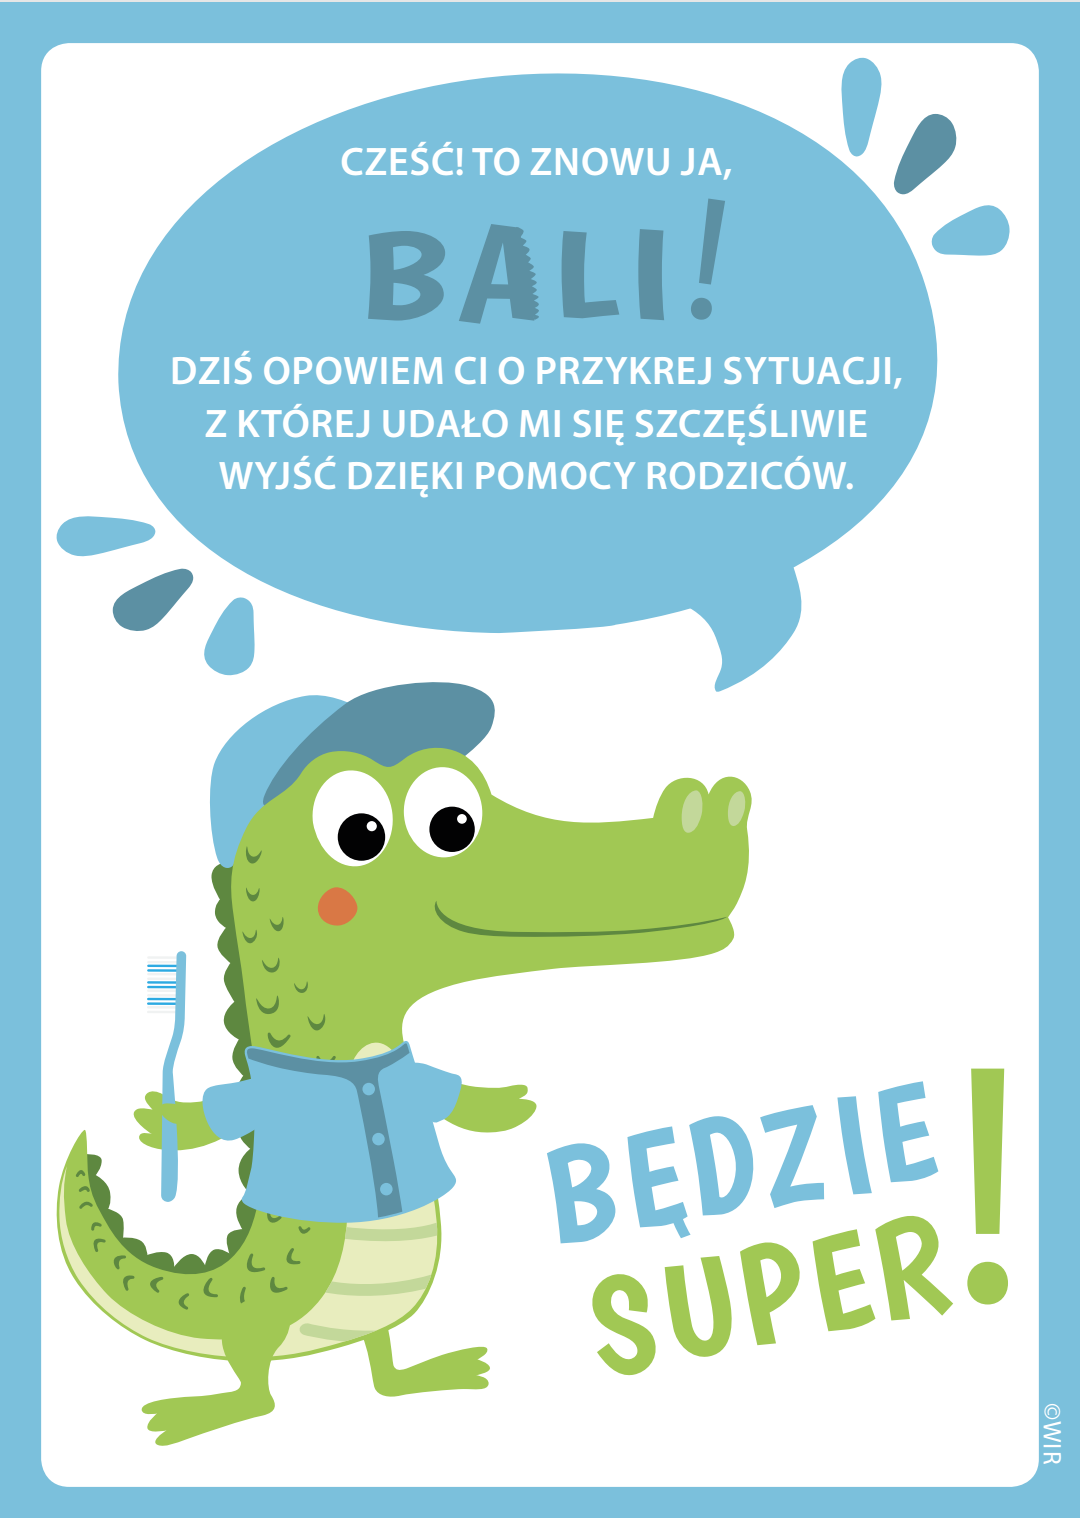 CZEŚĆ! TO ZNOWU JA,
BALI!
DZIŚ OPOWIEM CI O PRZYKREJ SYTUACJI,
Z KTÓREJ UDAŁO MI SIĘ SZCZĘŚLIWIE
WYJŚĆ DZIĘKI POMOCY RODZICÓW.
BĘDZIE
SUPER!
©WIR